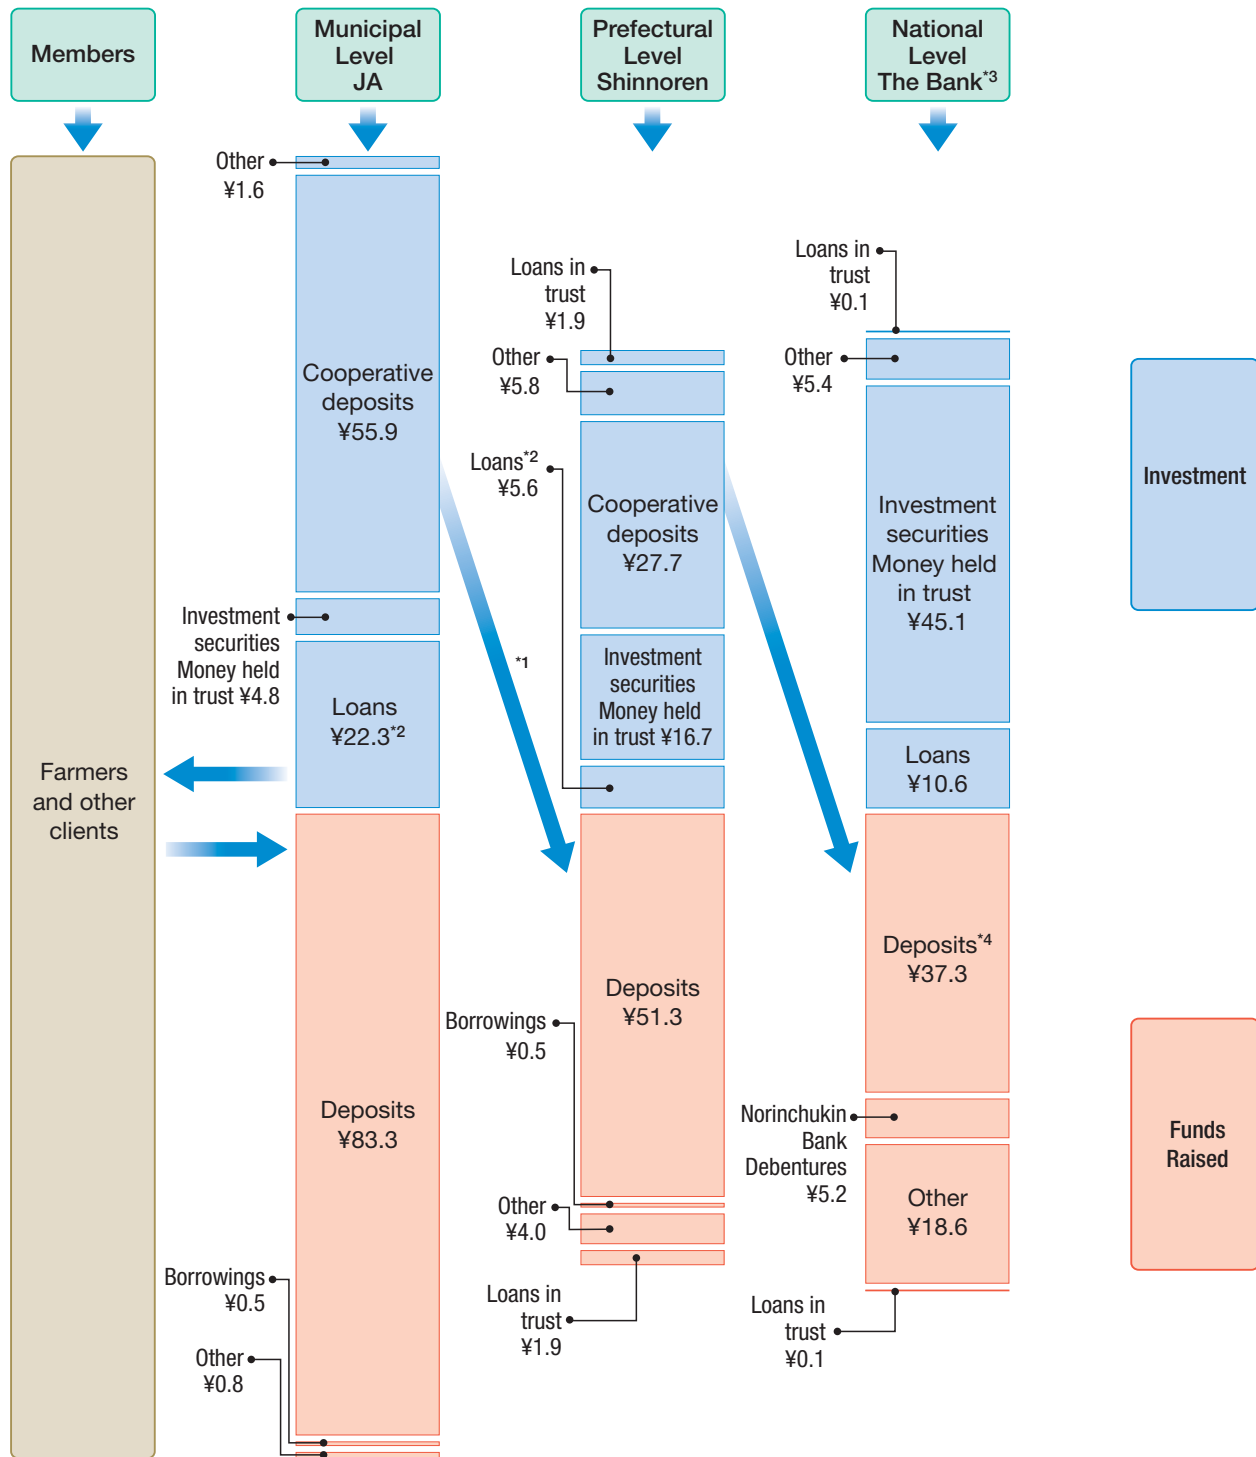 Members
Municipal
Level
JA
Prefectural
Level
Shinnoren
National
Level
The Bank*3
Farmers
and other
clients
Other
¥1.6
Cooperative
deposits
¥55.9
Investment
securities
Money held
in trust ¥4.8
Loans
¥22.3*2
Deposits
¥83.3
Borrowings
¥0.5
Other
¥0.8
*1
Loans in
trust
¥1.9
Other
¥5.8
Cooperative
deposits
¥27.7
Loans*2
¥5.6
Investment
securities
Money held
in trust ¥16.7
Deposits
¥51.3
Borrowings
¥0.5
Other
¥4.0
Loans in
trust
¥1.9
Loans in
trust
¥0.1
Other
¥5.4
Investment
securities
Money held
in trust
¥45.1
Loans
¥10.6
Deposits*4
¥37.3
Norinchukin
Bank
Debentures
¥5.2
Other
¥18.6
Loans in
trust
¥0.1
Investment
Funds
Raised